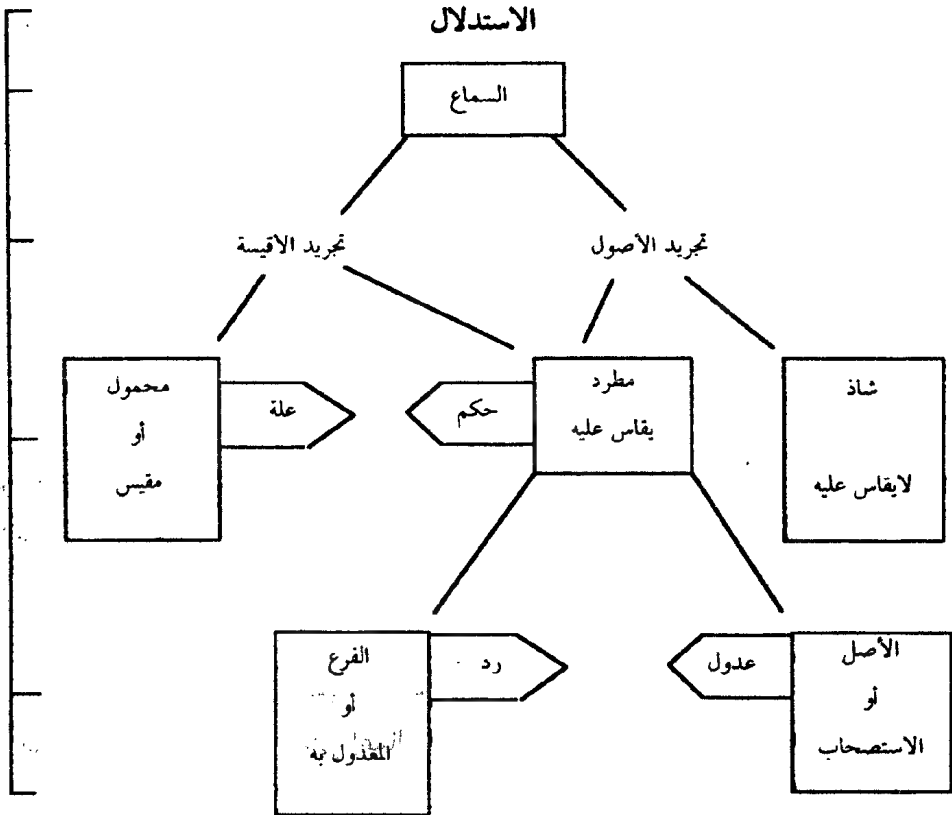 الاستدلال
السماع
تجريد الأصول
تجريد الأقيسة
شاذ
لايقاس عليه
مطرد
يقاس عليه
حكم
علة
محمول
أو
مقيس
الأصل
أو
الاستصحاب
عدول
رد
الفرع
أو
المعدول به